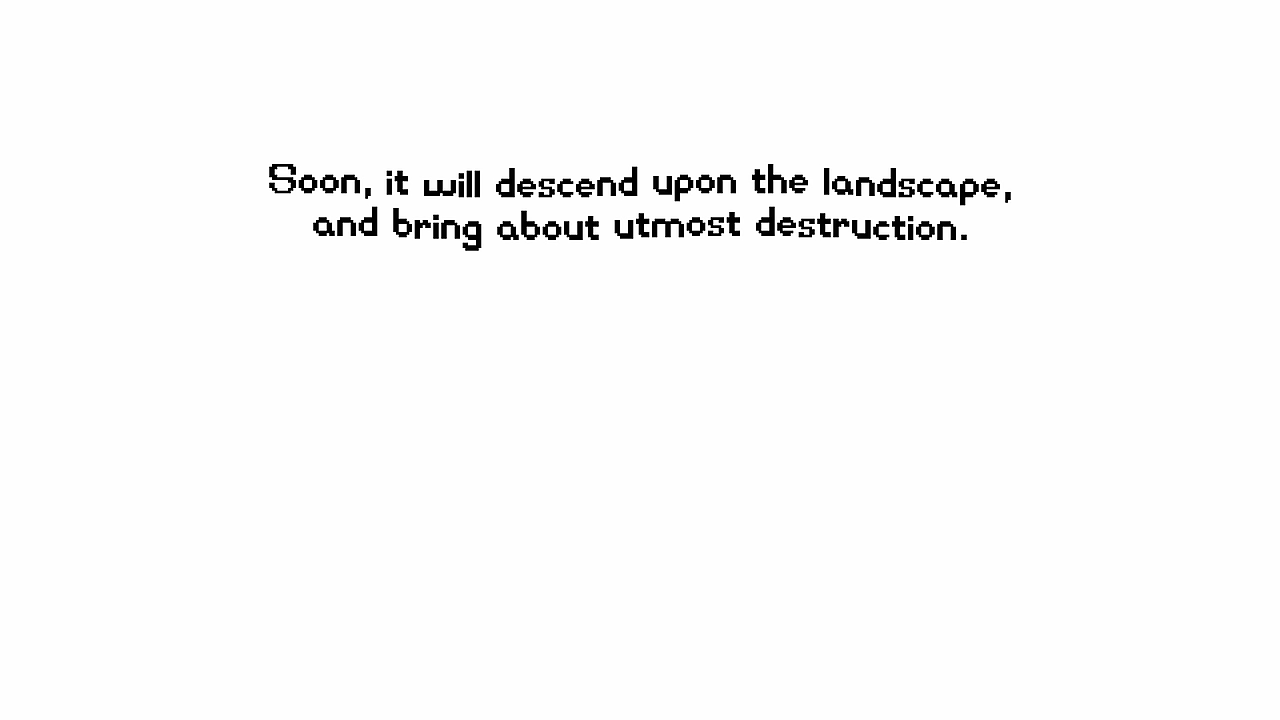 Soon, it will descend upon the landscape,
and bring about utmost destruction.